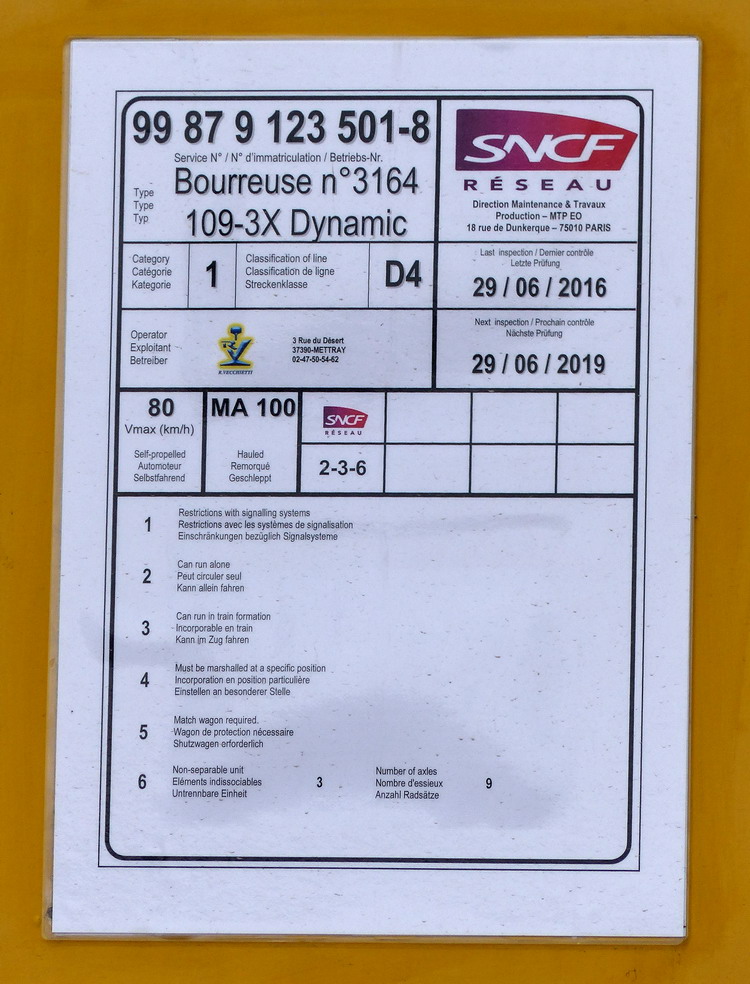 99 87 9 123 501-8
Service N° / N° d'immatriculation / Betriebs-Nr.
Type
Type
Typ
Bourreuse n°3164
109-3X Dynamic
SNCF
RÉSEAU
Direction Maintenance & Travaux
Production – MTP EO
18 rue de Dunkerque – 75010 PARIS
Category
Catégorie
Kategorie
1
Classification of line
Classification de ligne
Streckenklasse
D4
Last inspection / Dernier contrôle
Letzte Prüfung
29 / 06 / 2016
Operator
Exploitant
Betreiber
R.VECCHIETTI
3 Rue du Désert
37390-METTRAY
02-47-50-54-62
Next inspection / Prochain contrôle
Nächste Prüfung
29 / 06 / 2019
80
Vmax (km/h)
Self-propelled
Automoteur
Selbstfahrend
MA 100
Hauled
Remorqué
Geschleppt
SNCF
RÉSEAU
2-3-6
1
Restrictions with signalling systems
Restrictions avec les systèmes de signalisation
Einschränkungen bezüglich Signalsysteme
2
Can run alone
Peut circuler seul
Kann allein fahren
3
Can run in train formation
Incorporable en train
Kann im Zug fahren
4
Must be marshalled at a specific position
Incorporation en position particulière
Einstellen an besonderer Stelle
5
Match wagon required.
Wagon de protection nécessaire
Shutzwagen erforderlich
6
Non-separable unit
Eléments indissociables
Untrennbare Einheit
3
Number of axles
Nombre d'essieux
Anzahl Radsätze
9